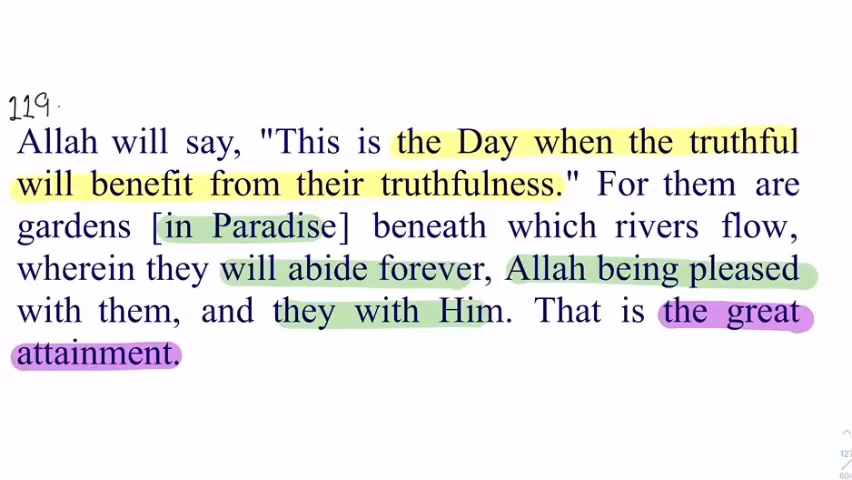 119.
Allah will say, "This is the Day when the truthful
will benefit from their truthfulness." For them are
gardens [in Paradise] beneath which rivers flow,
wherein they will abide forever, Allah being pleased
with them, and they with Him. That is the great
attainment.
127